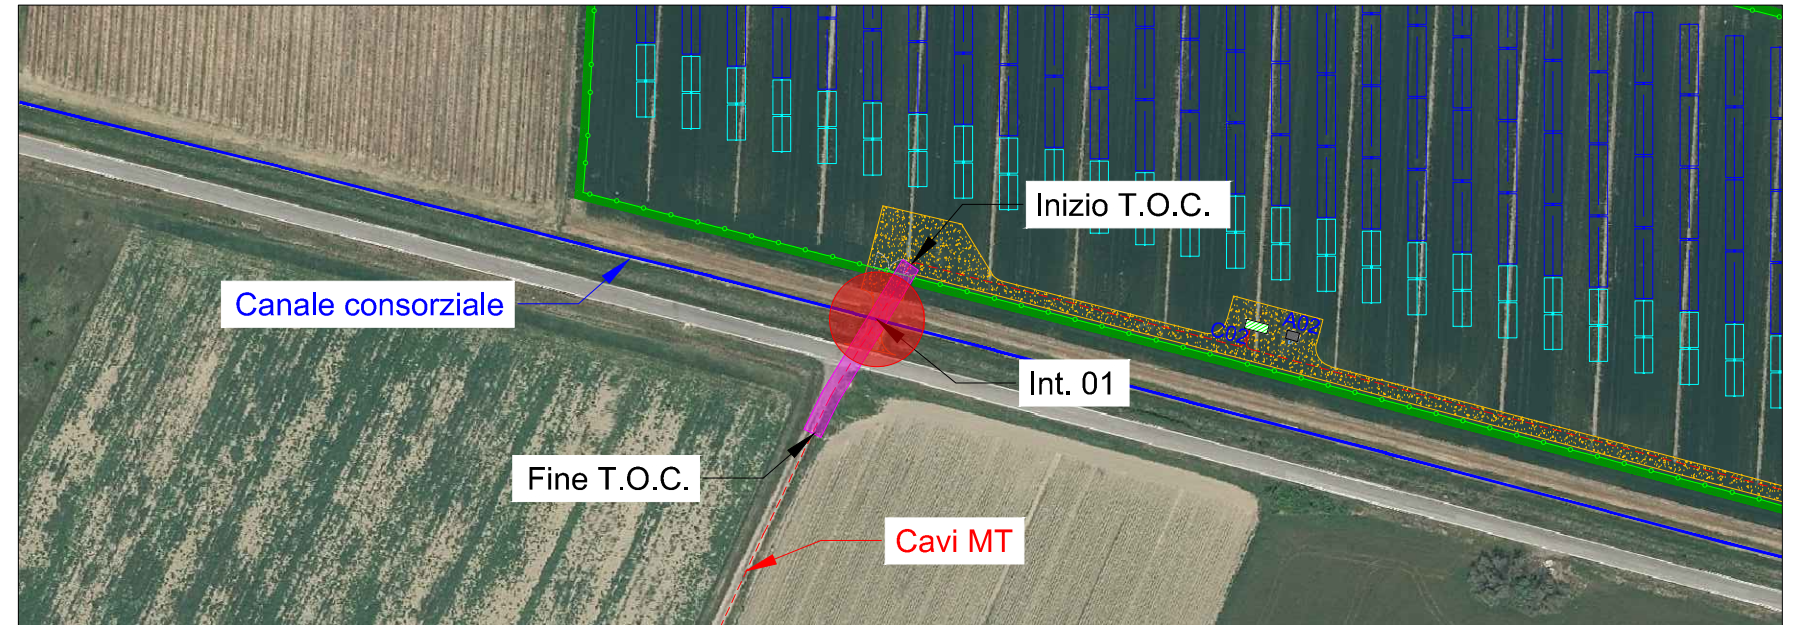 Inizio T.O.C.
Canale consorziale
C02
A02
Int. 01
Fine T.O.C.
Cavi MT